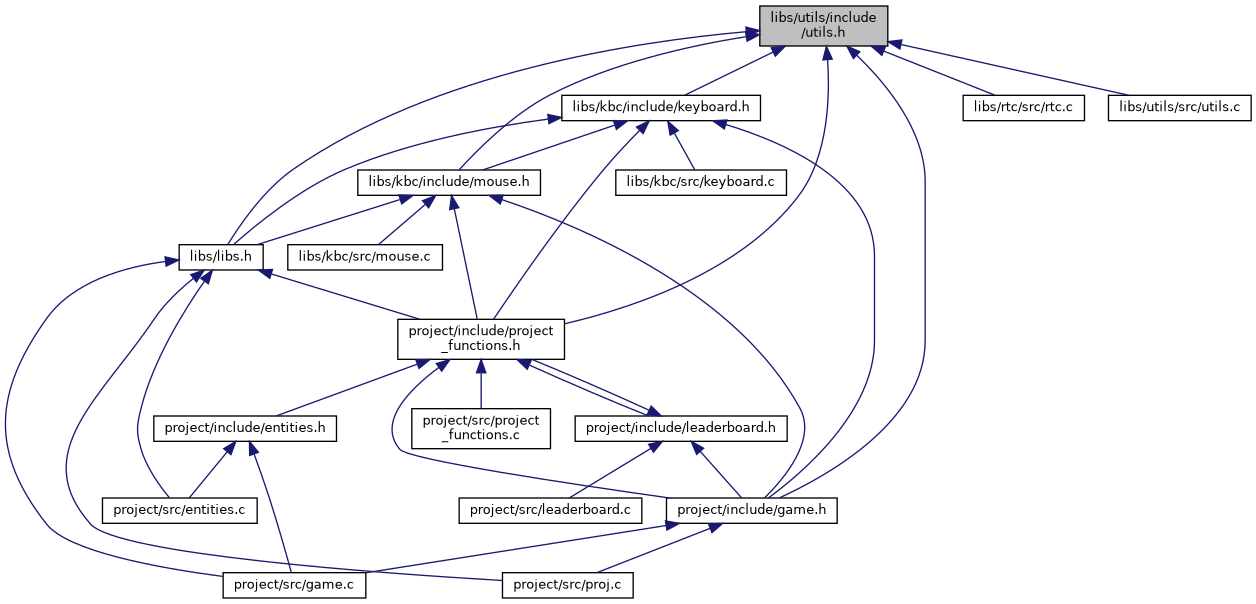 libs/utils/include
/utils.h
libs/kbc/include/keyboard.h
libs/rtc/src/rtc.c
libs/utils/src/utils.c
libs/kbc/include/mouse.h
libs/kbc/src/keyboard.c
libs/libs.h
libs/kbc/src/mouse.c
project/include/project
_functions.h
project/include/entities.h
project/src/project
_functions.c
project/include/leaderboard.h
project/src/entities.c
project/src/leaderboard.c
project/include/game.h
project/src/game.c
project/src/proj.c